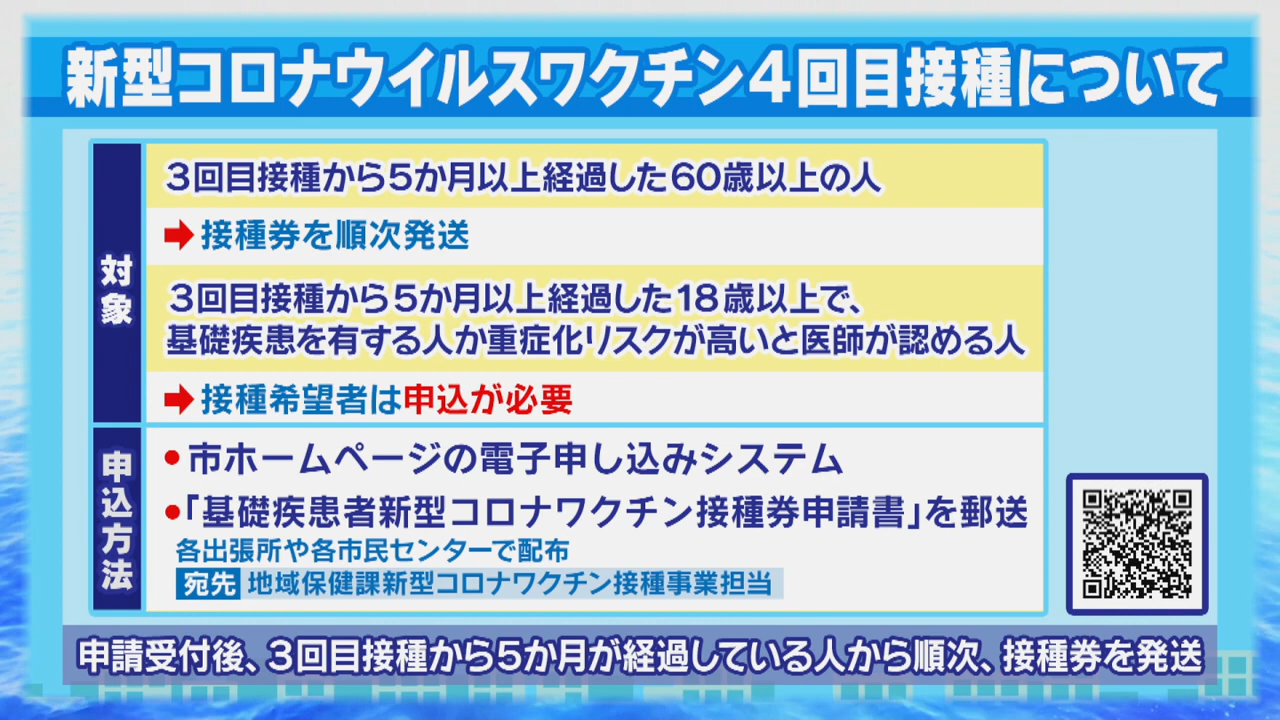 新型コロナウイルスワクチン4回目接種について
対象
3回目接種から5か月以上経過した60歳以上の人
➡接種券を順次発送
3回目接種から5か月以上経過した18歳以上で、
基礎疾患を有する人か重症化リスクが高いと医師が認める人
➡接種希望者は申込が必要
申込方法
●市ホームページの電子申し込みシステム
●「基礎疾患者新型コロナワクチン接種券申請書」を郵送
各出張所や各市民センターで配布
宛先 地域保健課新型コロナワクチン接種事業担当
申請受付後、3回目接種から5か月が経過している人から順次、接種券を発送